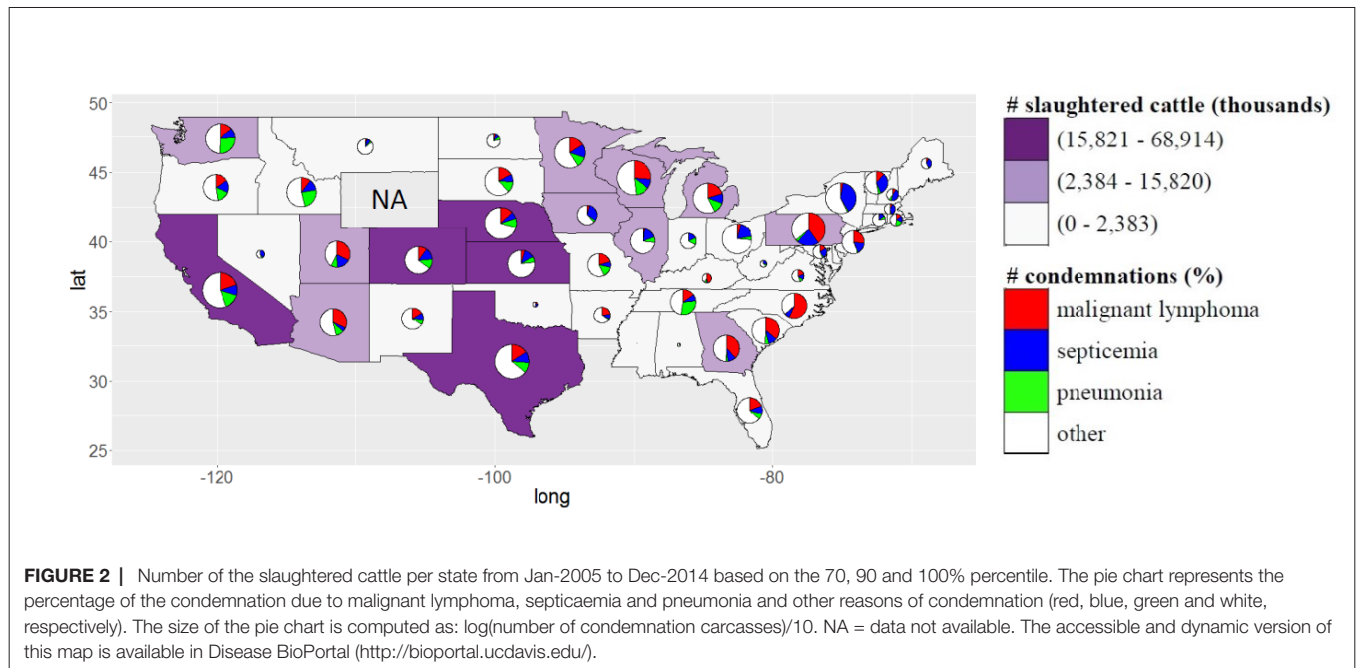 50
45
40
35
30
25
lat
-120
-100
-80
long
NA
# slaughtered cattle (thousands)
(15,821 - 68,914)
(2,384 - 15,820)
(0 - 2,383)
# condemnations (%)
malignant lymphoma
septicemia
pneumonia
other
FIGURE 2 | Number of the slaughtered cattle per state from Jan-2005 to Dec-2014 based on the 70, 90 and 100% percentile. The pie chart represents the
percentage of the condemnation due to malignant lymphoma, septicaemia and pneumonia and other reasons of condemnation (red, blue, green and white,
respectively). The size of the pie chart is computed as: log(number of condemnation carcasses)/10. NA = data not available. The accessible and dynamic version of
this map is available in Disease BioPortal (http://bioportal.ucdavis.edu/).